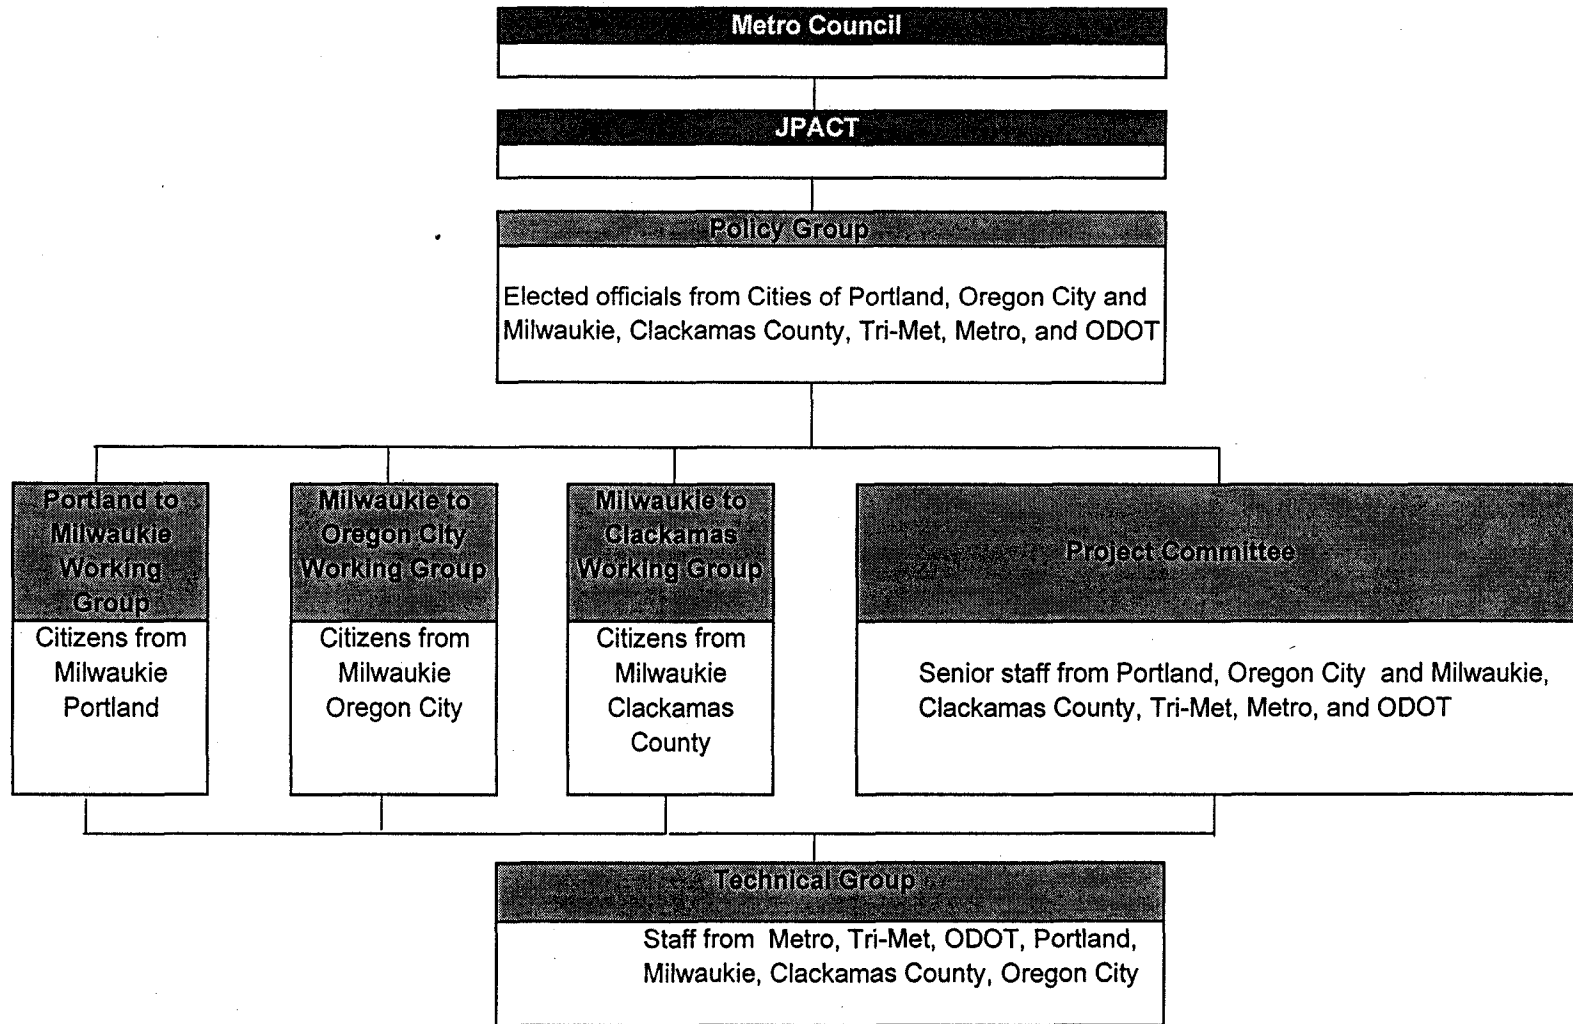 Metro Council
JPACT
Policy Group
Elected officials from Cities of Portland, Oregon City and
Milwaukie, Clackamas County, Tri-Met, Metro, and ODOT
Portland to
Milwaukie
Working
Group
Citizens from
Milwaukie
Portland
Milwaukie to
Oregon City
Working Group
Citizens from
Milwaukie
Oregon City
Milwaukie to
Clackamas
Working Group
Citizens from
Milwaukie
Clackamas
County
Project Committee
Senior staff from Portland, Oregon City and Milwaukie,
Clackamas County, Tri-Met, Metro, and ODOT
Technical Group
Staff from Metro, Tri-Met, ODOT, Portland,
Milwaukie, Clackamas County, Oregon City